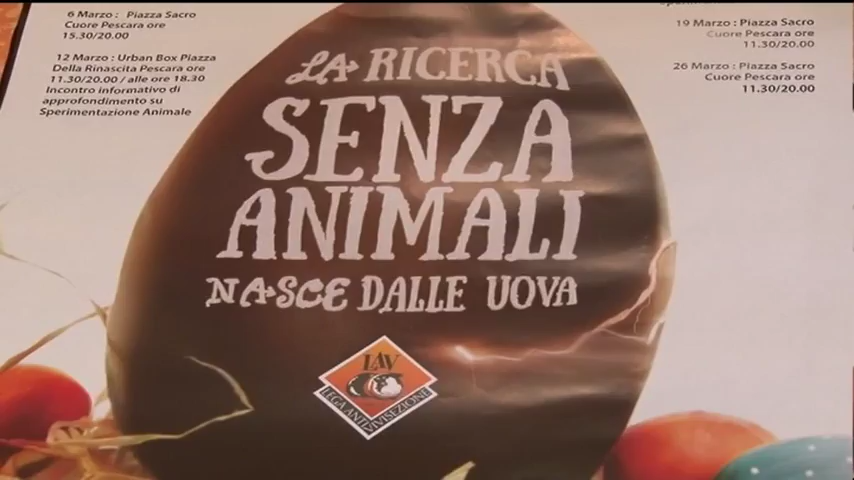 6 Marzo : Piazza Sacro
Cuore Pescara ore
15.30/20.00
12 Marzo : Urban Box Piazza
Della Rinascita Pescara ore
11.30/20.00 / alle ore 18.30
Incontro informativo di
approfondimento su
Sperimentazione Animale
19 Marzo : Piazza Sacro
Cuore Pescara ore
11.30/20.00
26 Marzo : Piazza Sacro
Cuore Pescara ore
11.30/20.00
LA RICERCA
SENZA
ANIMALI
NASCE DALLE UOVA
LAV
LEGA ANTIVIVISEZIONE